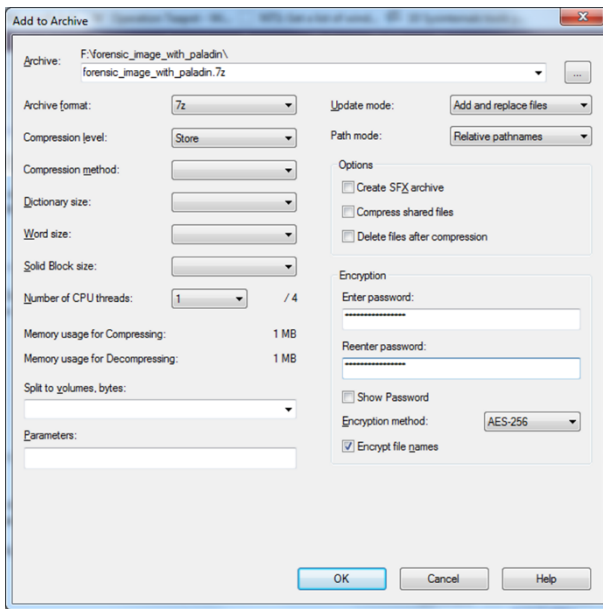 Add to Archive
Archive:
F:\forensic_image_with_paladin\
forensic_image_with_paladin.7z
...
Archive format:
7z
Compression level:
Store
Compression method:
Dictionary size:
Word size:
Solid Block size:
Number of CPU threads:
1
/ 4
Memory usage for Compressing:
1 MB
Memory usage for Decompressing:
1 MB
Split to volumes, bytes:
Parameters:
Update mode:
Add and replace files
Path mode:
Relative pathnames
Options
Create SFX archive
Compress shared files
Delete files after compression
Encryption
Enter password:
Reenter password:
Show Password
Encryption method:
AES-256
Encrypt file names
OK
Cancel
Help